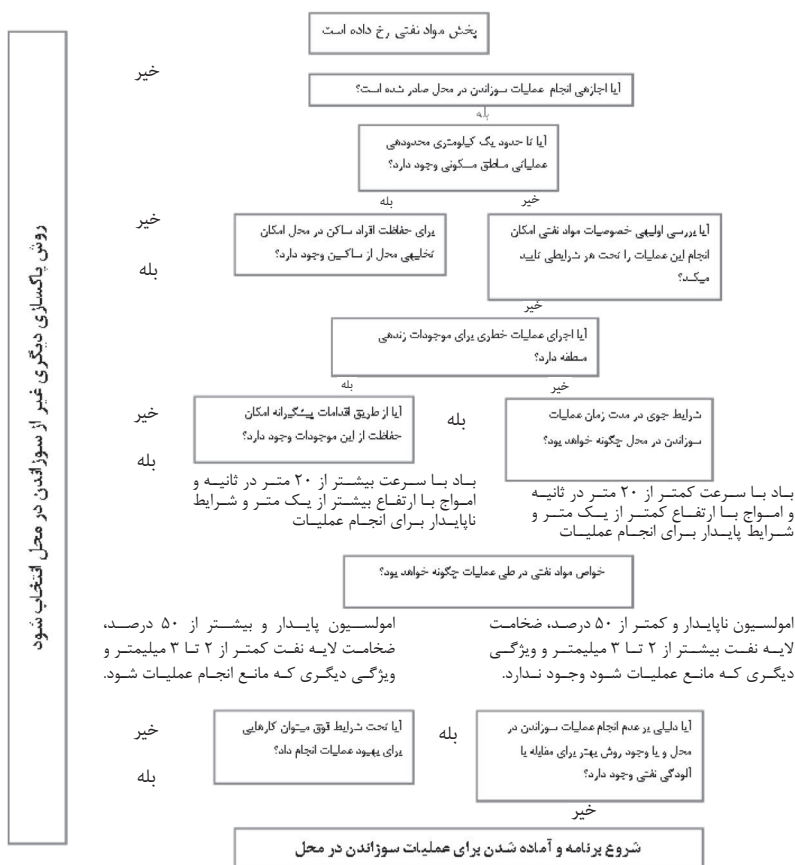 پخش مواد نفتی رخ داده است
خیر
آیا اجازهی انجام عملیات سوزاندن در محل صادر شده است؟
بله
آیا تا حدود یک کیلومتری محدودهی
عملیاتی مناطق مسکونی وجود دارد؟
خیر
بله
آیا بررسی اولیهی خصوصیات مواد نفتی امکان
انجام این عملیات را تحت هر شرایطی تایید
میکند؟
برای حفاظت افراد ساکن در محل امکان
تخلیهی محل از ساکنین وجود دارد؟
خیر
بله
خیر
آیا اجرای عملیات خطری برای موجودات زندهی
منطقه دارد؟
خیر
بله
شرایط جوی در مدت زمان عملیات
سوزاندن در محل چگونه خواهد بود؟
بله
آیا از طریق اقدامات پیشگیرانه امکان
حفاظت از این موجودات وجود دارد؟
خیر
بله
باد با سرعت کمتر از ۲۰ متر در ثانیه
و امواج با ارتفاع کمتر از یک متر و
شرایط پایدار برای انجام عملیات
باد با سرعت بیشتر از ۲۰ متر در ثانیه و
امواج با ارتفاع بیشتر از یک متر و شرایط
ناپایدار برای انجام عملیات
خواص مواد نفتی در طی عملیات چگونه خواهد بود؟
امولسیون ناپایدار و کمتر از ۵۰ درصد، ضخامت
لایه نفت بیشتر از ۲ تا ۳ میلیمتر و ویژگی
دیگری که مانع عملیات شود وجود ندارد.
امولسیون پایدار و بیشتر از ۵۰ درصد،
ضخامت لایه نفت کمتر از ۲ تا ۳ میلیمتر و
ویژگی دیگری که مانع انجام عملیات شود.
آیا دلیلی بر عدم انجام عملیات سوزاندن در
محل و یا وجود روش بهتر برای مقابله با
آلودگی نفتی وجود دارد؟
بله
آیا تحت شرایط فوق میتوان کارهایی
برای بهبود عملیات انجام داد؟
خیر
بله
خیر
شروع برنامه و آماده شدن برای عملیات سوزاندن در محل
روش پاکسازی دیگری غیر از سوزاندن در محل انتخاب شود